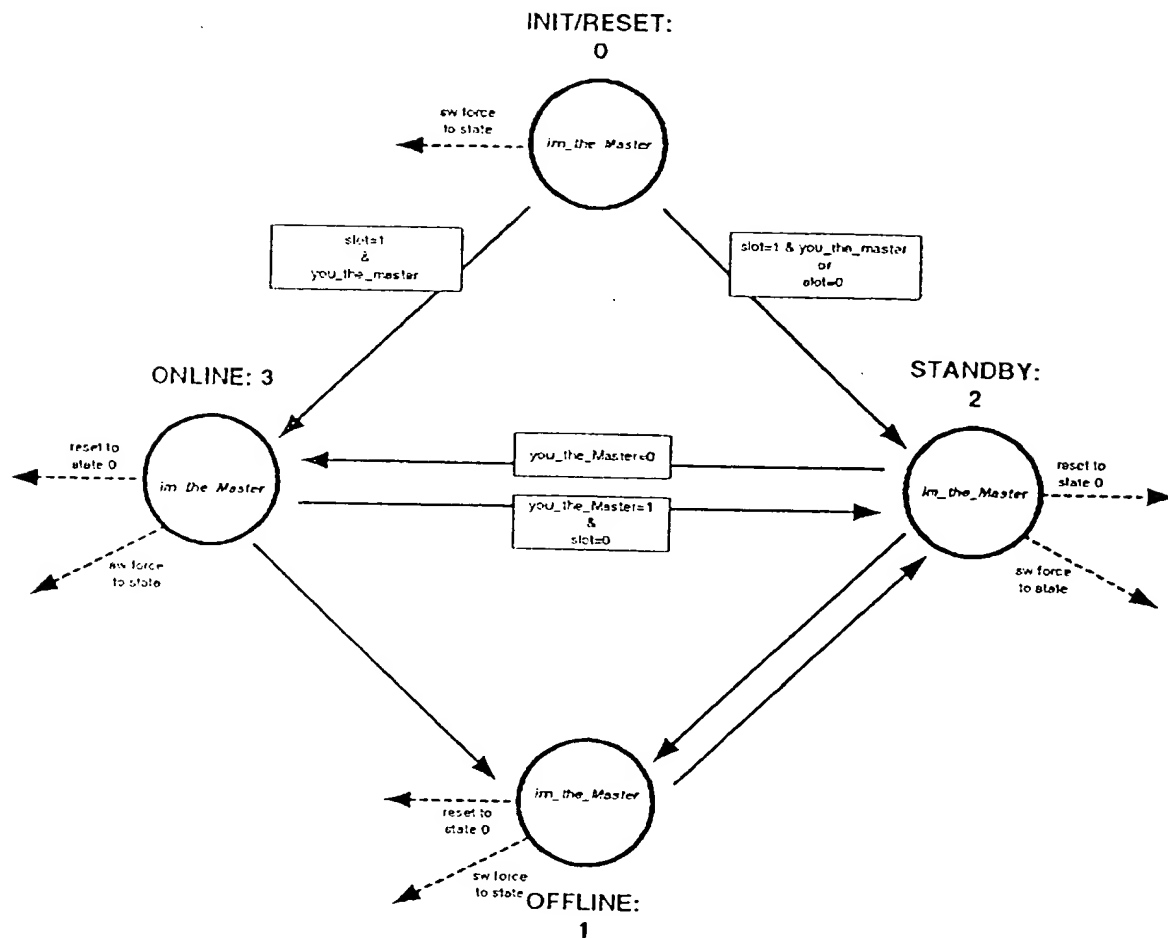 INIT/RESET:
0
sw force
to state
im_the_Master
slot=1
&
you_the_master
slot=1 & you_the_master
or
slot=0
ONLINE: 3
STANDBY:
2
reset to
state 0
im_the_Master
sw force
to state
you_the_Master=0
you_the_Master=1
&
slot=0
im_the_Master
reset to
state 0
sw force
to state
im_the_Master
reset to
state 0
sw force
to state
OFFLINE:
1